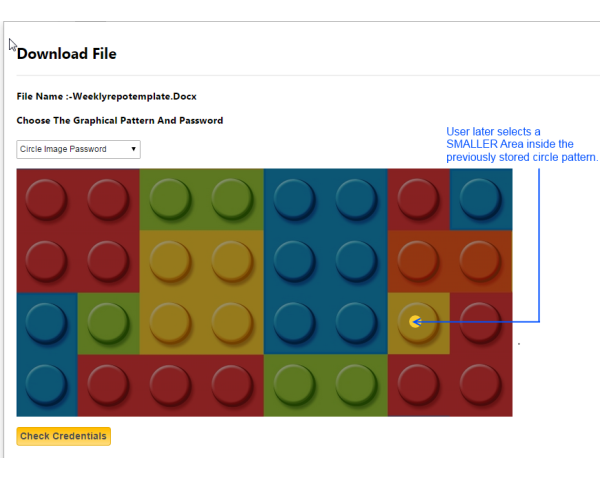 Download File
File Name :-Weeklyrepotemplate.Docx
Choose The Graphical Pattern And Password
Circle Image Password
User later selects a
SMALLER Area inside the
previously stored circle pattern.
Check Credentials